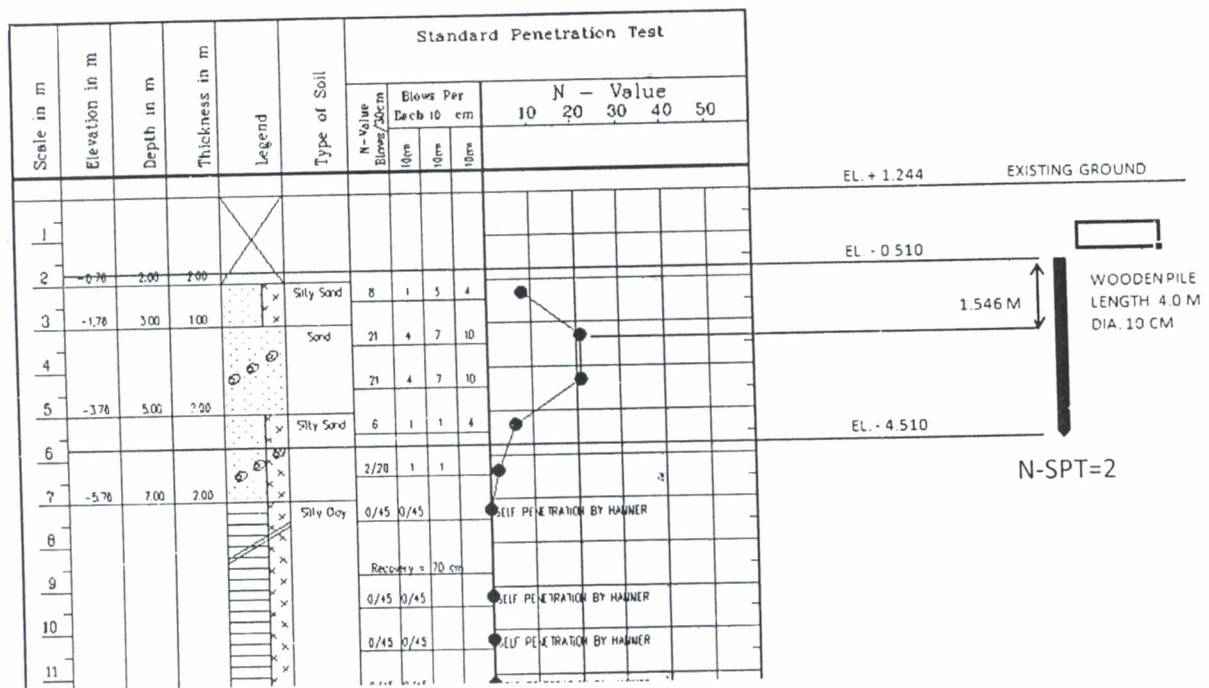 Standard Penetration Test
Scale in m
Elevation in m
Depth in m
Thickness in m
Legend
Type of Soil
N-Value
Blows/30cm
Blows Per
Each 10 cm
10cm 10cm 10cm
N - Value
10 20 30 40 50
EL. + 1.244 EXISTING GROUND
1
EL. - 0.510
2 -0.76 2.00 2.00
Silty Sand 8 1 3 4
WOODEN PILE
LENGTH 4.0 M
DIA. 10 CM
1.546 M
3 -1.76 3.00 1.00
Sand 21 4 7 10
4
21 4 7 10
5 -3.76 5.00 2.00
Silty Sand 6 1 1 4
EL. - 4.510
6
2/20 1 1
N-SPT=2
7 -5.76 7.00 2.00
Silty Clay 0/45 0/45 SELF PENETRATION BY HAMMER
8
Recovery = 70 cm
9
0/45 0/45 SELF PENETRATION BY HAMMER
10
0/45 0/45 SELF PENETRATION BY HAMMER
11